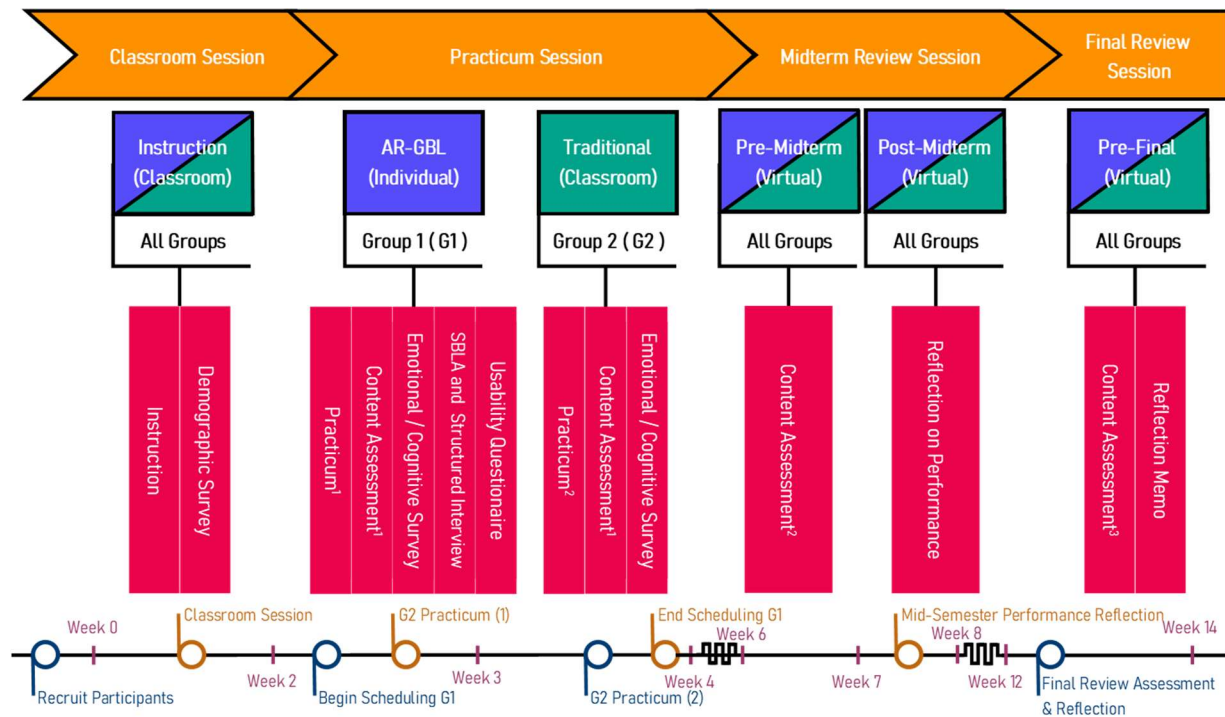 Classroom Session
Practicum Session
Midterm Review Session
Final Review
Session
Instruction
(Classroom)
AR-GBL
(Individual)
Traditional
(Classroom)
Pre-Midterm
(Virtual)
Post-Midterm
(Virtual)
Pre-Final
(Virtual)
All Groups
Group 1 ( G1)
Group 2 ( G2 )
All Groups
All Groups
All Groups
Instruction
Demographic Survey
Practicum¹
Content Assessment¹
Emotional / Cognitive Survey
SBLA and Structured Interview
Usability Questionaire
Practicum²
Content Assessment¹
Emotional / Cognitive Survey
Content Assessment²
Reflection on Performance
Content Assessment³
Reflection Memo
Week 0
Classroom Session
G2 Practicum (1)
End Scheduling G1
Week 6
Mid-Semester Performance Reflection
Week 8
Week 14
Recruit Participants
Week 2
Begin Scheduling G1
Week 3
G2 Practicum (2)
Week 4
Week 7
Week 12
Final Review Assessment
& Reflection